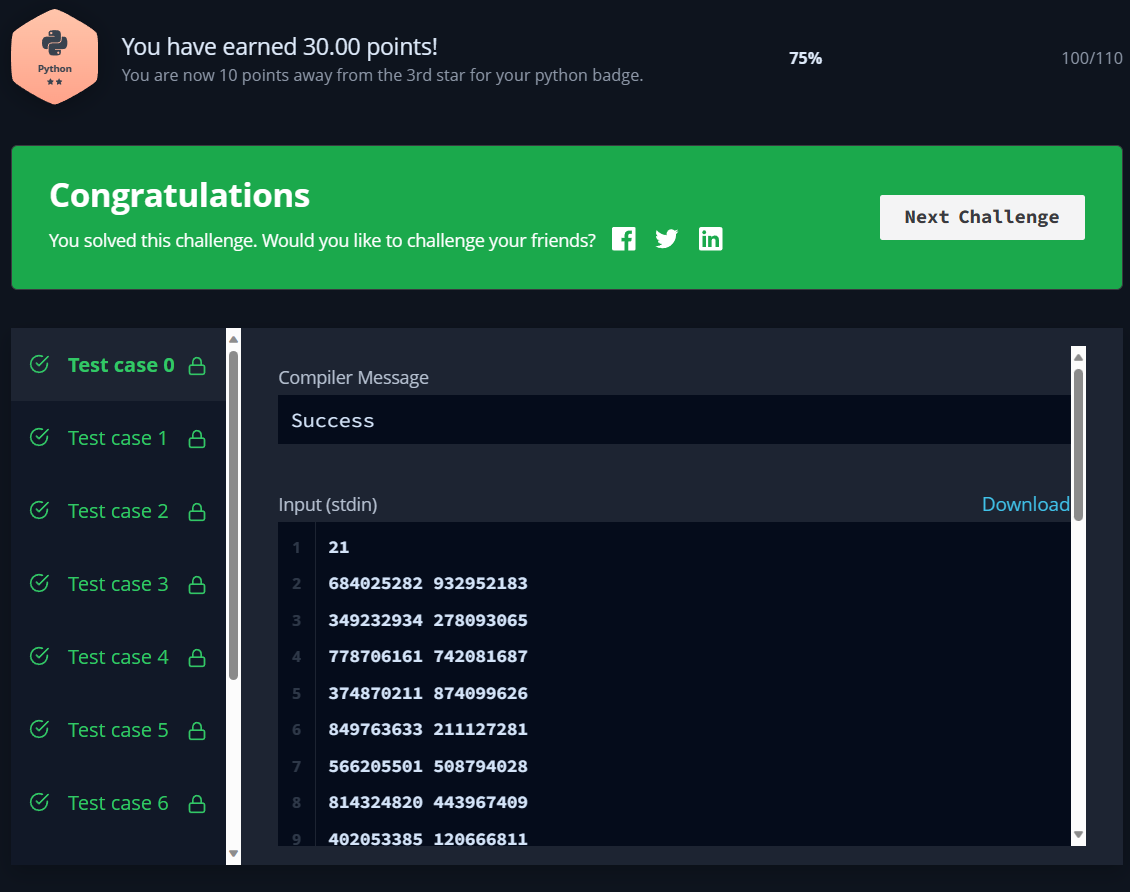 You have earned 30.00 points!
Python
You are now 10 points away from the 3rd star for your python badge.
75%
100/110
Congratulations
You solved this challenge. Would you like to challenge your friends?
Next Challenge
Test case 0
Test case 1
Test case 2
Test case 3
Test case 4
Test case 5
Test case 6
Compiler Message
Success
Input (stdin)
Download
1 21
2 684025282 932952183
3 349232934 278093065
4 778706161 742081687
5 374870211 874099626
6 849763633 211127281
7 566205501 508794028
8 814324820 443967409
9 402053385 120666811